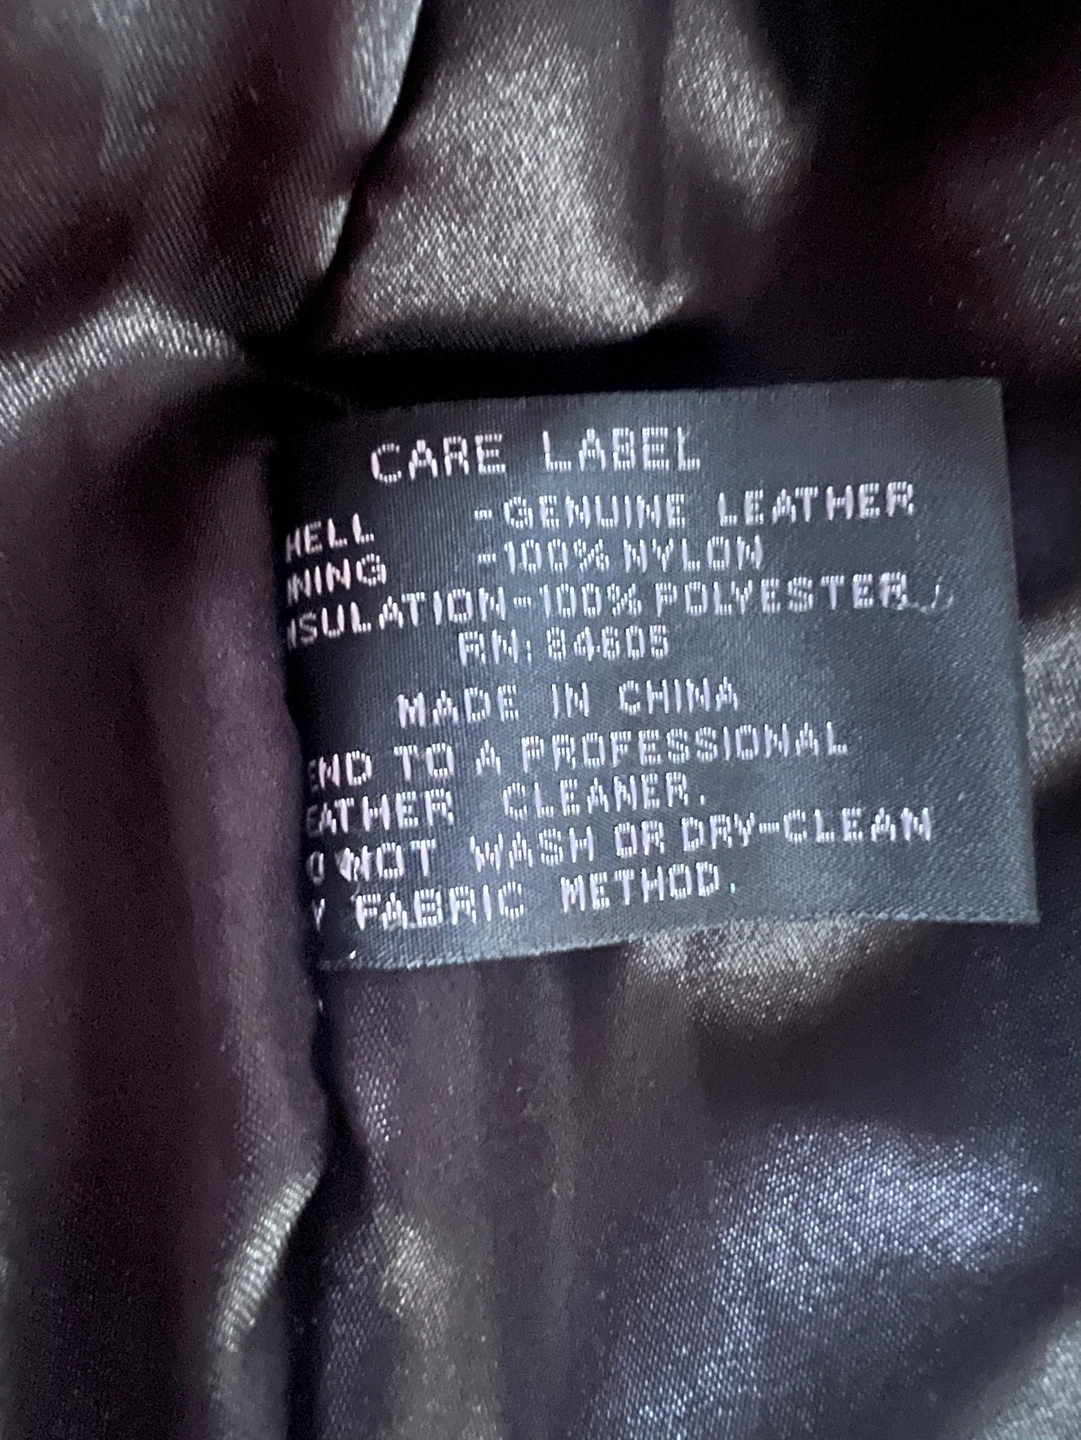 CARE LABEL
HELL -GENUINE LEATHER
NING -100% NYLON
NSULATION-100% POLYESTER
RN: 84605
MADE IN CHINA
END TO A PROFESSIONAL
EATHER CLEANER.
O NOT WASH OR DRY-CLEAN
Y FABRIC METHOD.